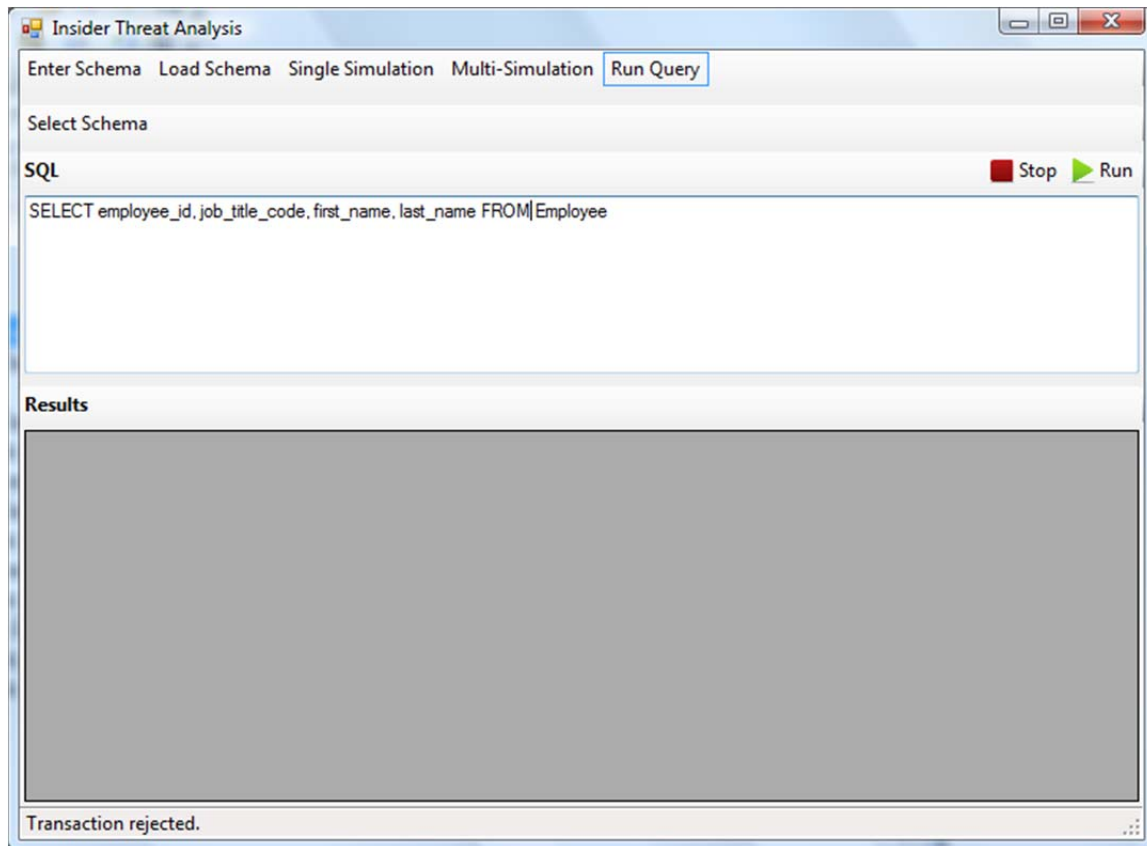 Insider Threat Analysis
Enter Schema Load Schema Single Simulation Multi-Simulation Run Query
Select Schema
SQL Stop Run
SELECT employee_id, job_title_code, first_name, last_name FROM Employee
Results
Transaction rejected.